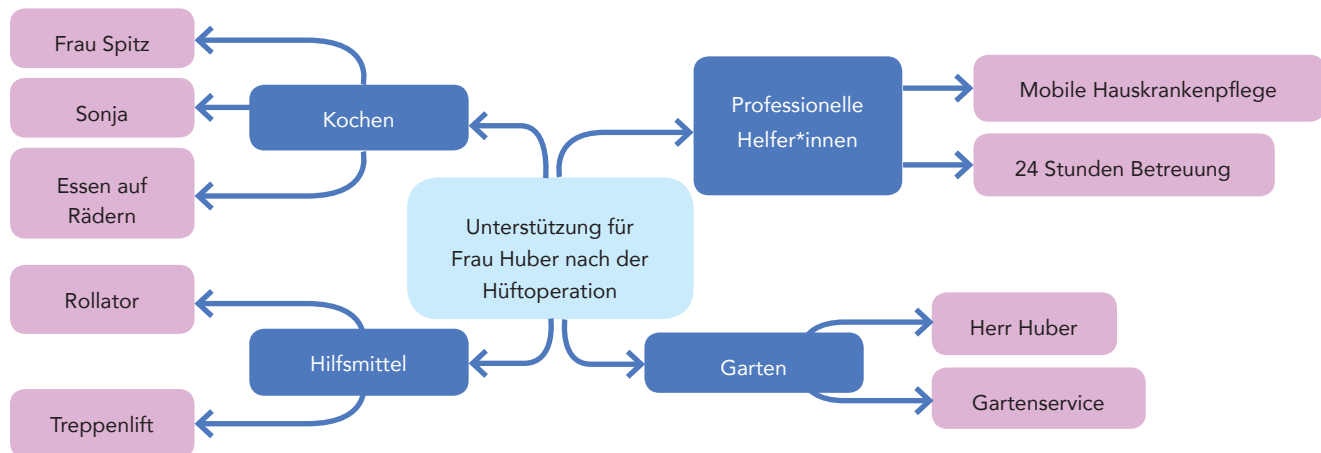 Frau Spitz
Sonja
Essen auf
Rädern
Kochen
Professionelle
Helfer*innen
Mobile Hauskrankenpflege
24 Stunden Betreuung
Unterstützung für
Frau Huber nach der
Hüftoperation
Rollator
Hilfsmittel
Treppenlift
Garten
Herr Huber
Gartenservice